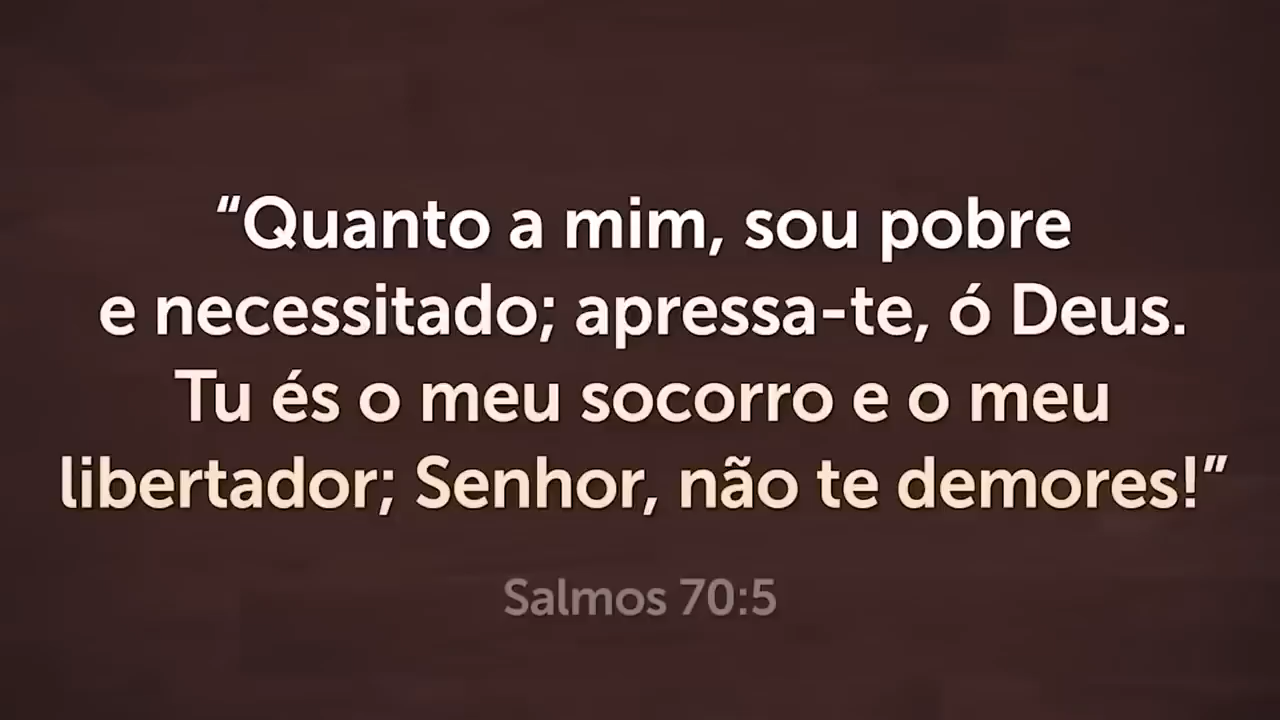 “Quanto a mim, sou pobre
e necessitado; apressa-te, ó Deus.
Tu és o meu socorro e o meu
libertador; Senhor, não te demores!”
Salmos 70:5